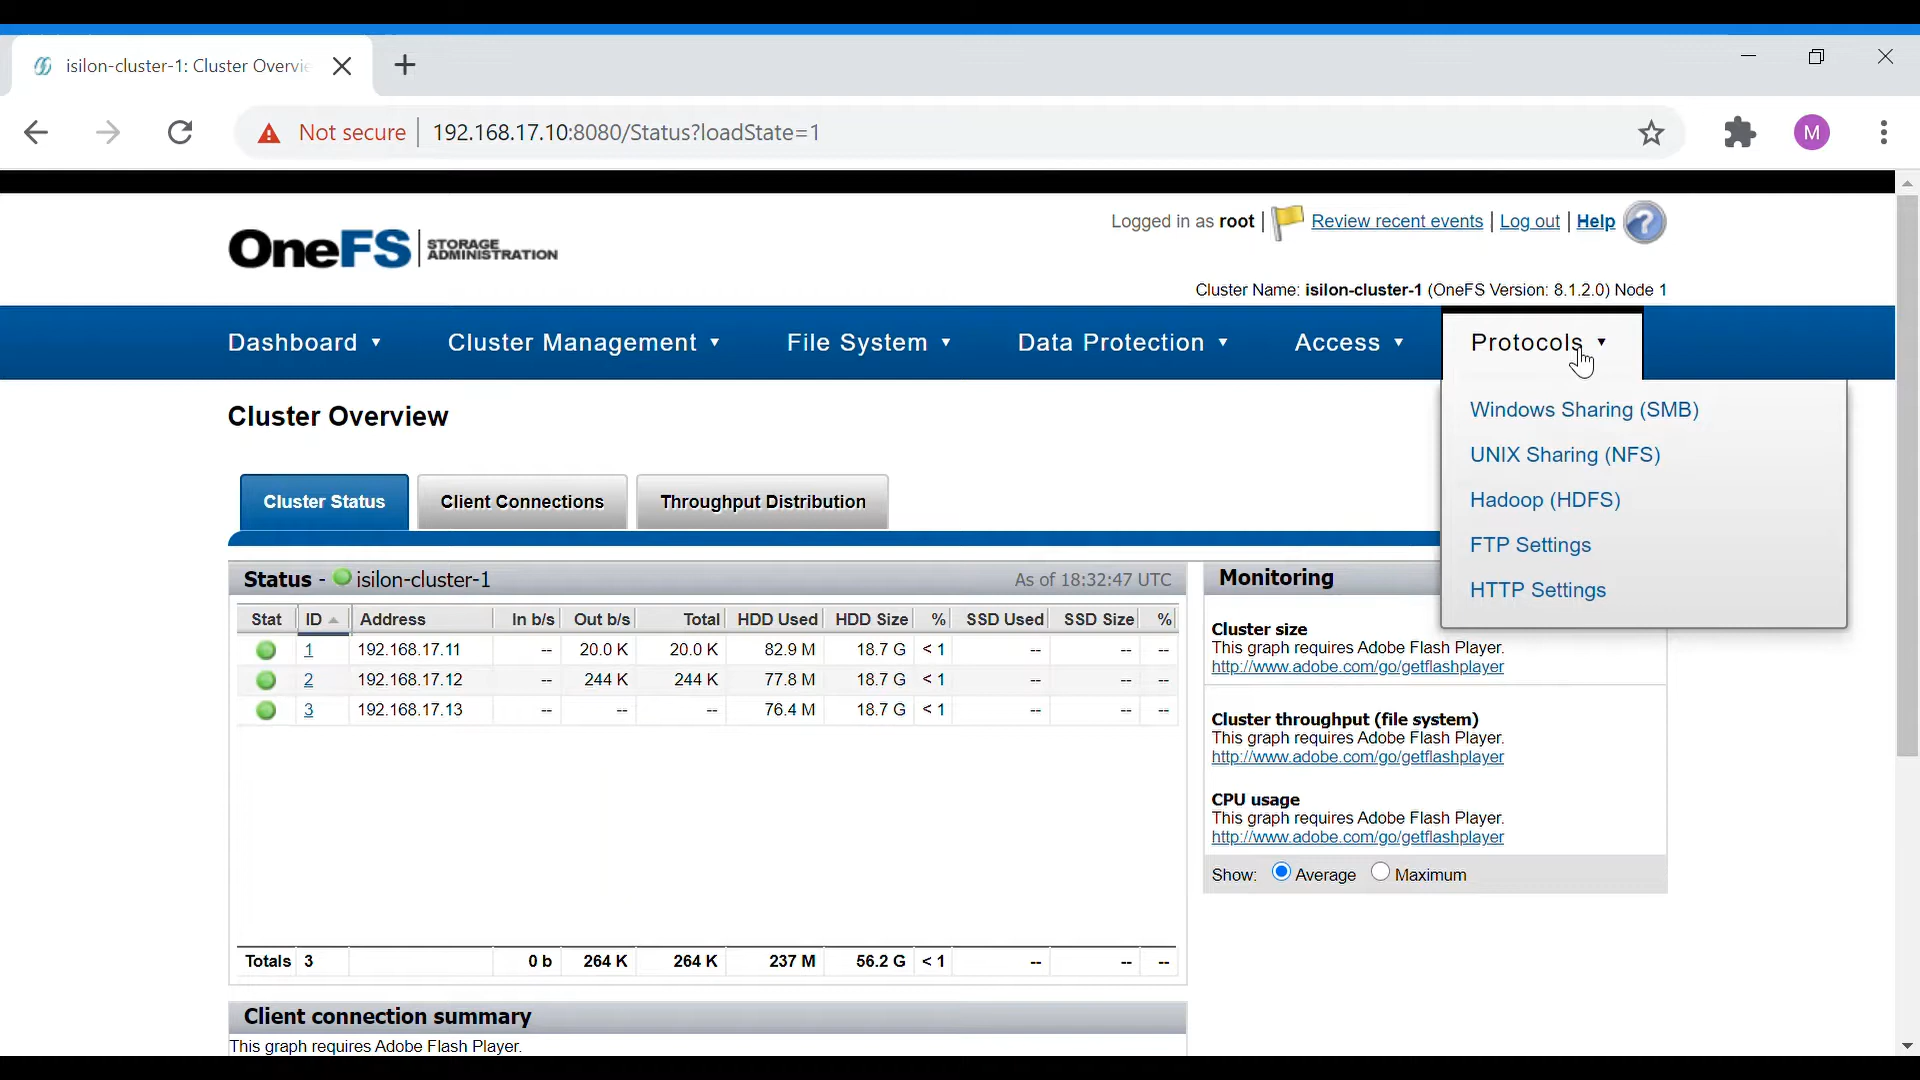 isilon-cluster-1: Cluster Overvie
Not secure 192.168.17.10:8080/Status?loadState=1
M
Logged in as root Review recent events Log out Help ?
OneFS STORAGE ADMINISTRATION
Cluster Name: isilon-cluster-1 (OneFS Version: 8.1.2.0) Node 1
Dashboard Cluster Management File System Data Protection Access Protocols
Windows Sharing (SMB)
UNIX Sharing (NFS)
Hadoop (HDFS)
FTP Settings
HTTP Settings
Cluster Overview
Cluster Status Client Connections Throughput Distribution
Status - isilon-cluster-1 As of 18:32:47 UTC
Stat ID Address In b/s Out b/s Total HDD Used HDD Size % SSD Used SSD Size %
1 192.168.17.11 -- 20.0 K 20.0 K 82.9 M 18.7 G < 1 -- -- --
2 192.168.17.12 -- 244 K 244 K 77.8 M 18.7 G < 1 -- -- --
3 192.168.17.13 -- -- -- 76.4 M 18.7 G < 1 -- -- --
Totals 3 0 b 264 K 264 K 237 M 56.2 G < 1 -- -- --
Monitoring
Cluster size
This graph requires Adobe Flash Player.
http://www.adobe.com/go/getflashplayer
Cluster throughput (file system)
This graph requires Adobe Flash Player.
http://www.adobe.com/go/getflashplayer
CPU usage
This graph requires Adobe Flash Player.
http://www.adobe.com/go/getflashplayer
Show: Average Maximum
Client connection summary
This graph requires Adobe Flash Player.